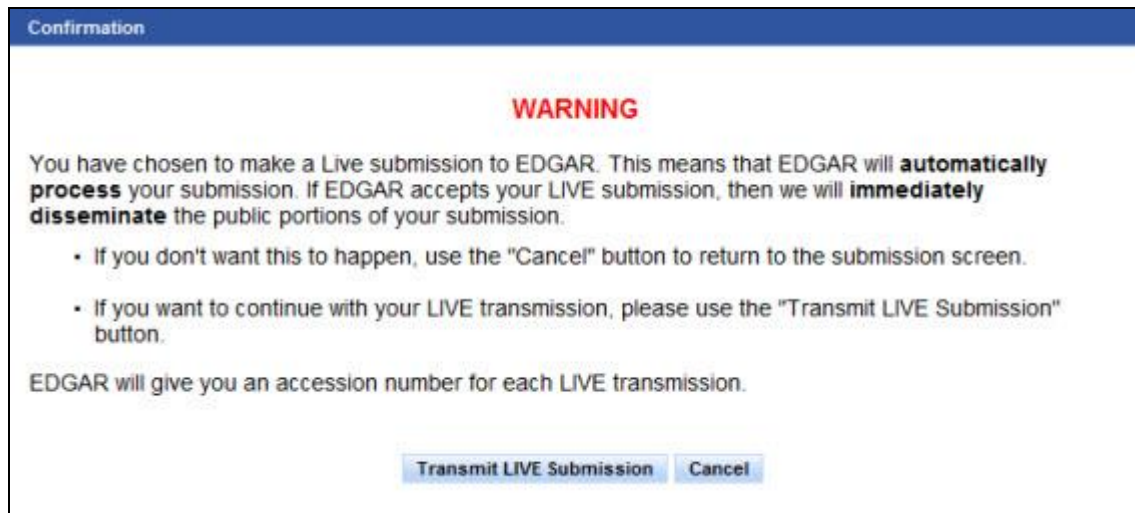 Confirmation
WARNING
You have chosen to make a Live submission to EDGAR. This means that EDGAR will automatically
process your submission. If EDGAR accepts your LIVE submission, then we will immediately
disseminate the public portions of your submission.
• If you don't want this to happen, use the "Cancel" button to return to the submission screen.
• If you want to continue with your LIVE transmission, please use the "Transmit LIVE Submission"
button.
EDGAR will give you an accession number for each LIVE transmission.
Transmit LIVE Submission Cancel